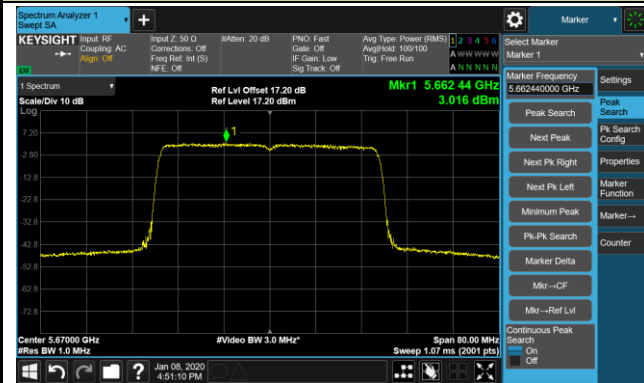 Spectrum Analyzer 1
Swept SA
Marker
KEYSIGHT
Input: RF
Coupling: AC
Align: Off
Input Z: 50 Ω
Corrections: Off
Freq Ref: Int (S)
NFE: Off
#Atten: 20 dB
PNO: Fast
Gate: Off
IF Gain: Low
Sig Track: Off
Avg Type: Power (RMS)
Avg|Hold: 100/100
Trig: Free Run
1 2 3 4 5 6
A W W W W W
A N N N N N
Select Marker
Marker 1
1 Spectrum
Scale/Div 10 dB
Log
Ref Lvl Offset 17.20 dB
Ref Level 17.20 dBm
Mkr1 5.662 44 GHz
3.016 dBm
1
7.20
-2.80
-12.8
-22.8
-32.8
-42.8
-52.8
-62.8
-72.8
Center 5.67000 GHz
#Res BW 1.0 MHz
#Video BW 3.0 MHz*
Span 80.00 MHz
Sweep 1.07 ms (2001 pts)
Marker Frequency
5.662440000 GHz
Peak Search
Next Peak
Next Pk Right
Next Pk Left
Minimum Peak
Pk-Pk Search
Marker Delta
Mkr→CF
Mkr→Ref Lvl
Continuous Peak
Search
On
Off
Settings
Peak
Search
Pk Search
Config
Properties
Marker
Function
Marker→
Counter
?
Jan 08, 2020
4:51:10 PM